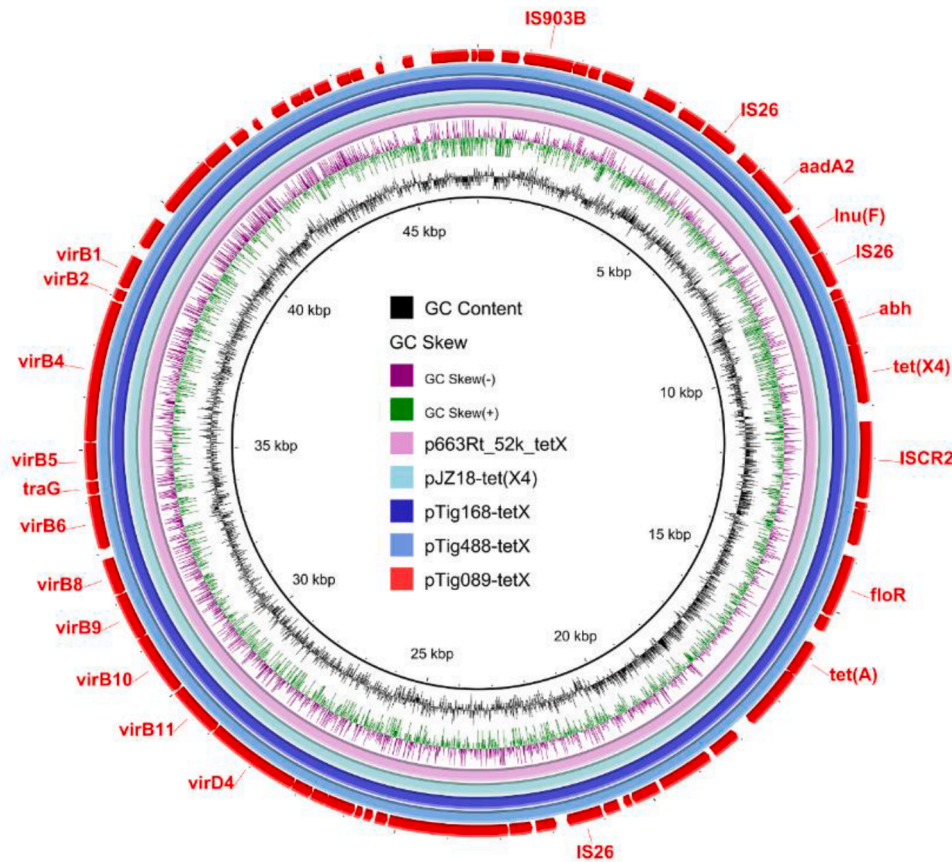 IS903B
IS26
aadA2
lnu(F)
IS26
abh
tet(X4)
ISCR2
floR
tet(A)
IS26
virD4
virB11
virB10
virB9
virB8
virB6
traG
virB5
virB4
virB2
virB1
45 kbp
5 kbp
40 kbp
10 kbp
35 kbp
15 kbp
30 kbp
20 kbp
25 kbp
GC Content
GC Skew
GC Skew(-)
GC Skew(+)
p663Rt_52k_tetX
pJZ18-tet(X4)
pTig168-tetX
pTig488-tetX
pTig089-tetX